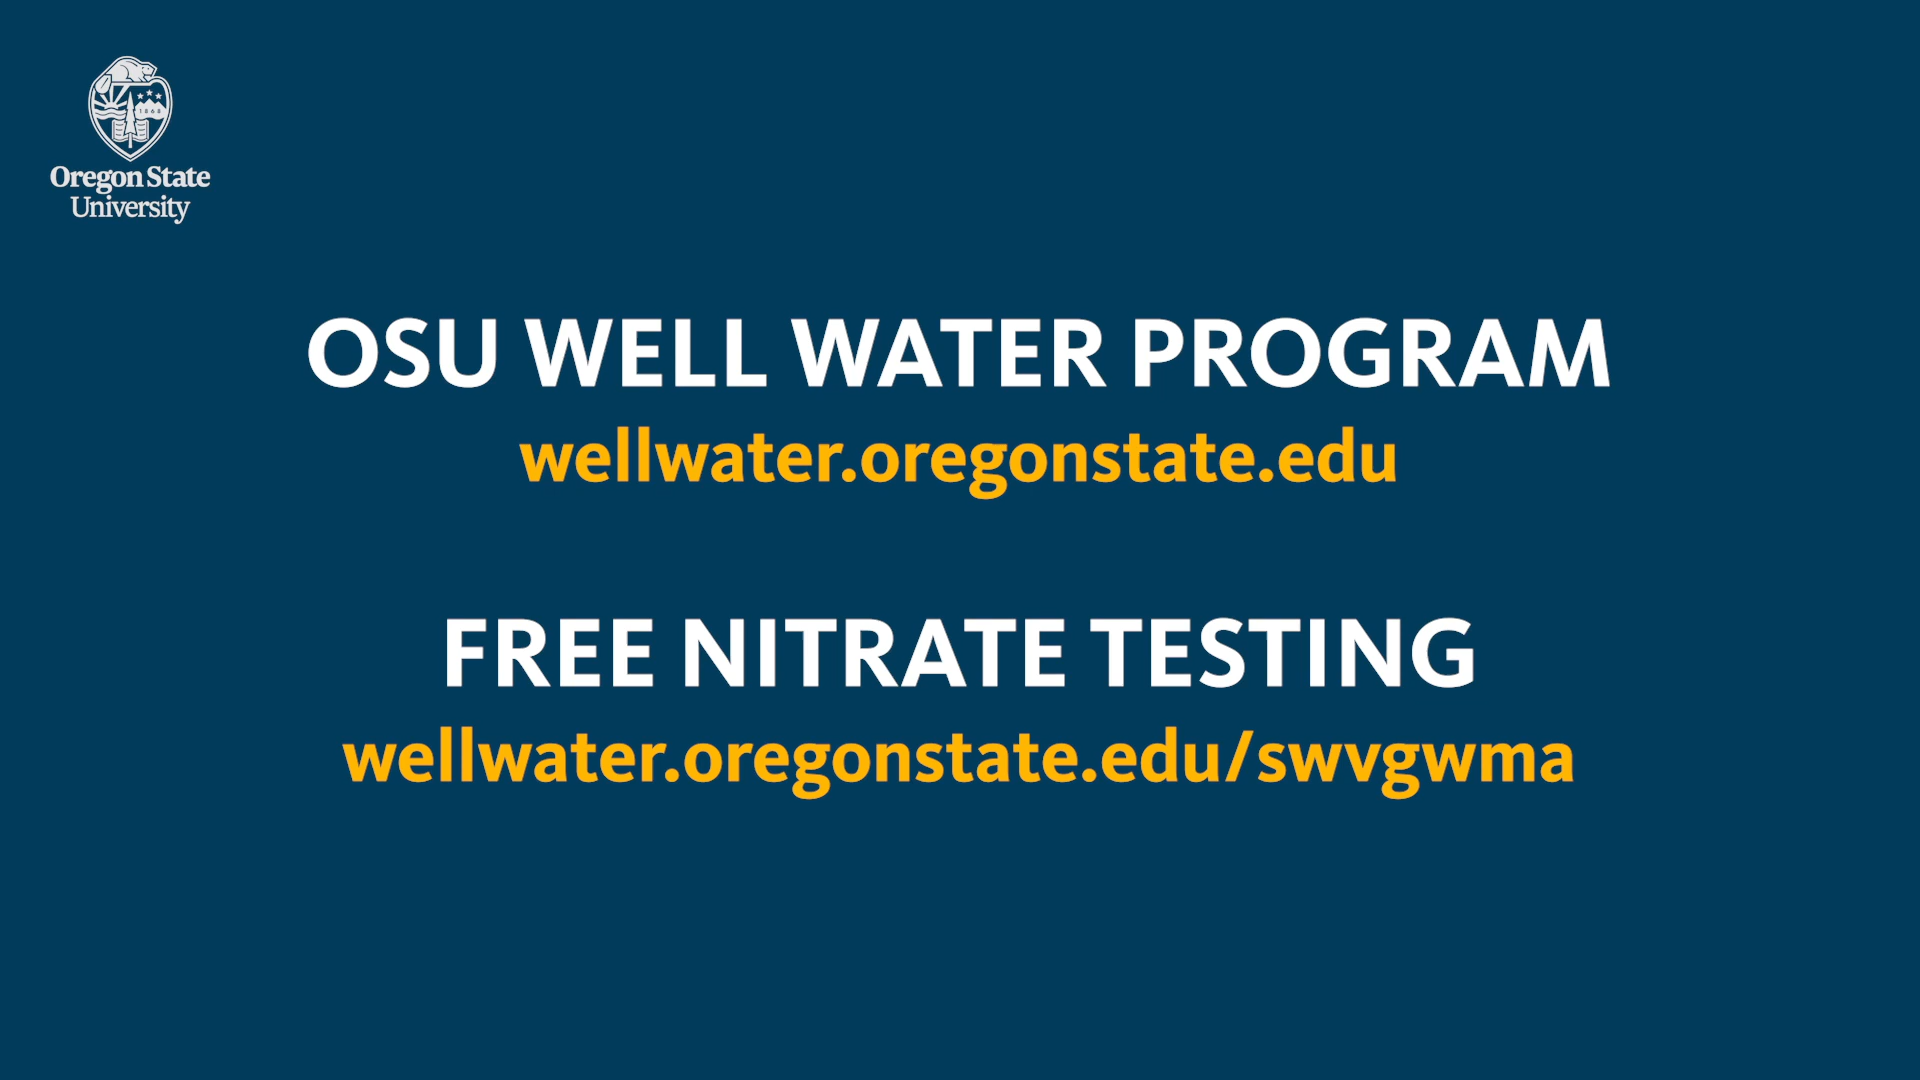 Oregon State
University
OSU WELL WATER PROGRAM
wellwater.oregonstate.edu
FREE NITRATE TESTING
wellwater.oregonstate.edu/swvgwma